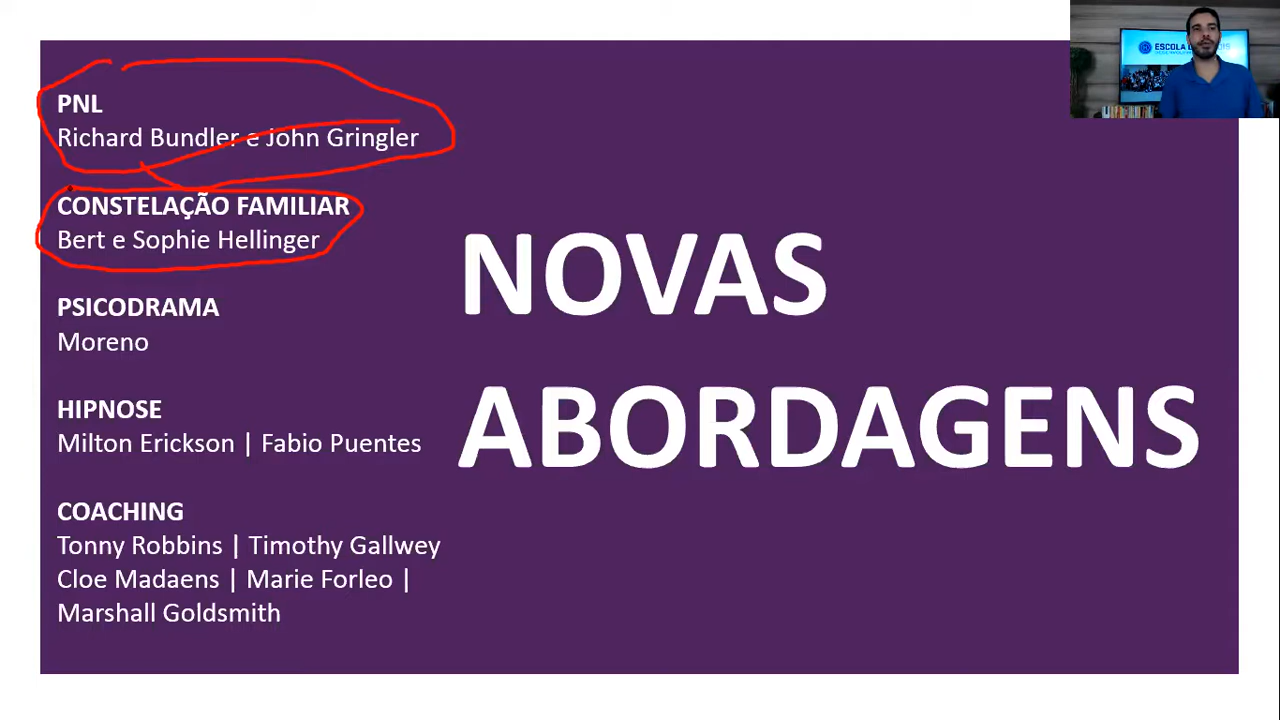 PNL
Richard Bundler e John Gringler
CONSTELAÇÃO FAMILIAR
Bert e Sophie Hellinger
PSICODRAMA
Moreno
HIPNOSE
Milton Erickson | Fabio Puentes
COACHING
Tonny Robbins | Timothy Gallwey
Cloe Madaens | Marie Forleo |
Marshall Goldsmith
NOVAS
ABORDAGENS
ESCOLA